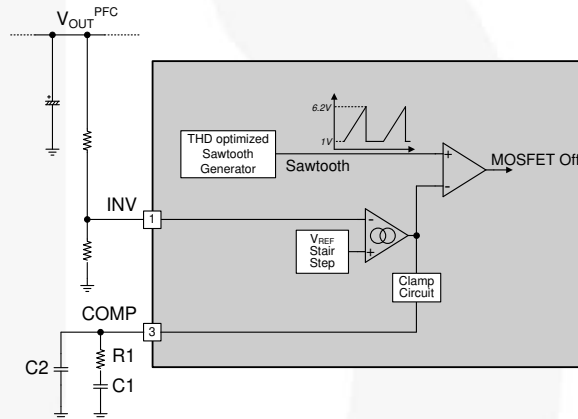 V_OUT^PFC
6.2V
1V
THD optimized
Sawtooth
Generator
Sawtooth
+
-
MOSFET Off
INV
1
-
+
V_REF
Stair
Step
Clamp
Circuit
COMP
3
C2
R1
C1
+